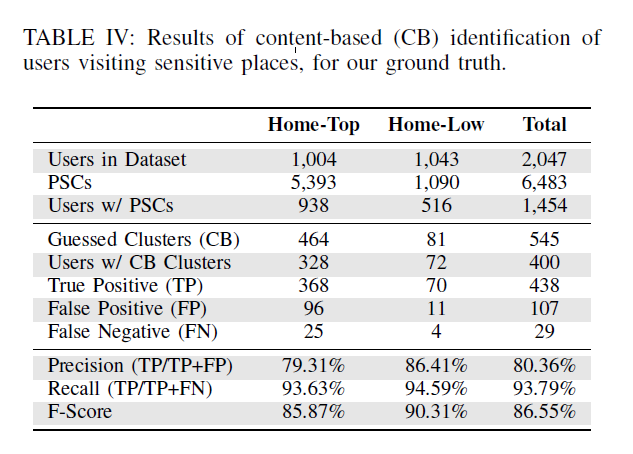 TABLE IV: Results of content-based (CB) identification of
users visiting sensitive places, for our ground truth.
Home-Top Home-Low Total
Users in Dataset 1,004 1,043 2,047
PSCs 5,393 1,090 6,483
Users w/ PSCs 938 516 1,454
Guessed Clusters (CB) 464 81 545
Users w/ CB Clusters 328 72 400
True Positive (TP) 368 70 438
False Positive (FP) 96 11 107
False Negative (FN) 25 4 29
Precision (TP/TP+FP) 79.31% 86.41% 80.36%
Recall (TP/TP+FN) 93.63% 94.59% 93.79%
F-Score 85.87% 90.31% 86.55%